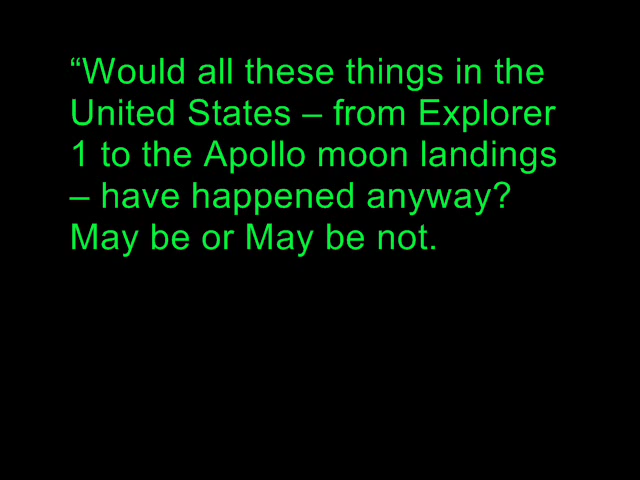 “Would all these things in the
United States – from Explorer
1 to the Apollo moon landings
– have happened anyway?
May be or May be not.